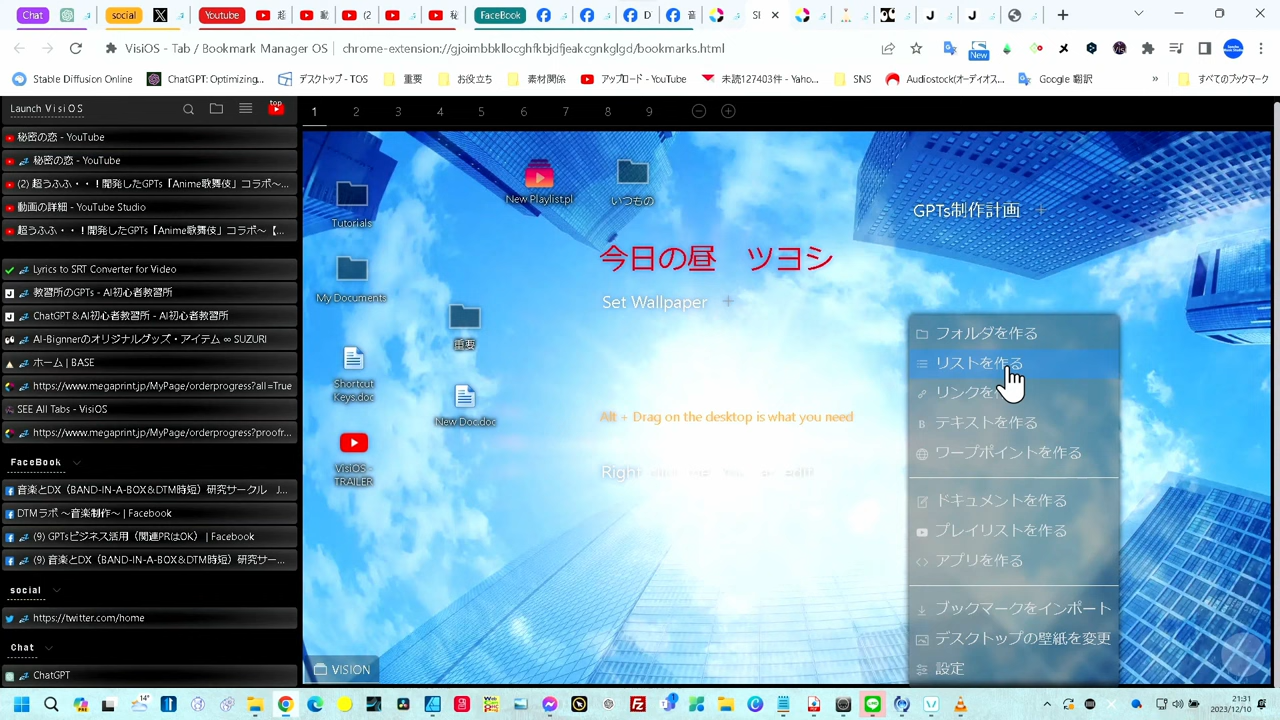 Chat
social
Youtube
FaceBook
VisiOS - Tab / Bookmark Manager OS | chrome-extension://gjoimbbkllocghfkbjdfjeakcgnkglgd/bookmarks.html
New
Stable Diffusion Online
ChatGPT: Optimizing...
デスクトップ - TOS
重要
お役立ち
素材関係
アップロード - YouTube
未読127403件 - Yaho...
SNS
Audiostock(オーディオス...
Google 翻訳
»
すべてのブックマーク
Launch VisiOS
top
1 2 3 4 5 6 7 8 9
秘密の恋 - YouTube
秘密の恋 - YouTube
(2) 超うふふ・・！開発したGPTs「Anime歌舞伎」コラボ～...
動画の詳細 - YouTube Studio
超うふふ・・！開発したGPTs「Anime歌舞伎」コラボ～【...
Lyrics to SRT Converter for Video
教習所のGPTs - AI初心者教習所
ChatGPT＆AI初心者教習所 - AI初心者教習所
AI-Bignnerのオリジナルグッズ・アイテム ∞ SUZURI
ホーム | BASE
https://www.megaprint.jp/MyPage/orderprogress?all=True
SEE All Tabs - VisiOS
https://www.megaprint.jp/MyPage/orderprogress?proofr...
FaceBook
音楽とDX（BAND-IN-A-BOX＆DTM時短）研究サークル J...
DTMラボ ～音楽制作～ | Facebook
(9) GPTsビジネス活用（関連PRはOK） | Facebook
(9) 音楽とDX（BAND-IN-A-BOX＆DTM時短）研究サー...
social
https://twitter.com/home
Chat
ChatGPT
Tutorials
New Playlist.pl
いつもの
My Documents
重要
Shortcut Keys.doc
New Doc.doc
VisiOS - TRAILER
今日の昼 ツヨシ
Set Wallpaper +
Alt + Drag on the desktop is what you need
Right
GPTs制作計画 +
フォルダを作る
リストを作る
リンクを
テキストを作る
ワープポイントを作る
ドキュメントを作る
プレイリストを作る
アプリを作る
ブックマークをインポート
デスクトップの壁紙を変更
設定
VISION
14°
21:31
2023/12/10